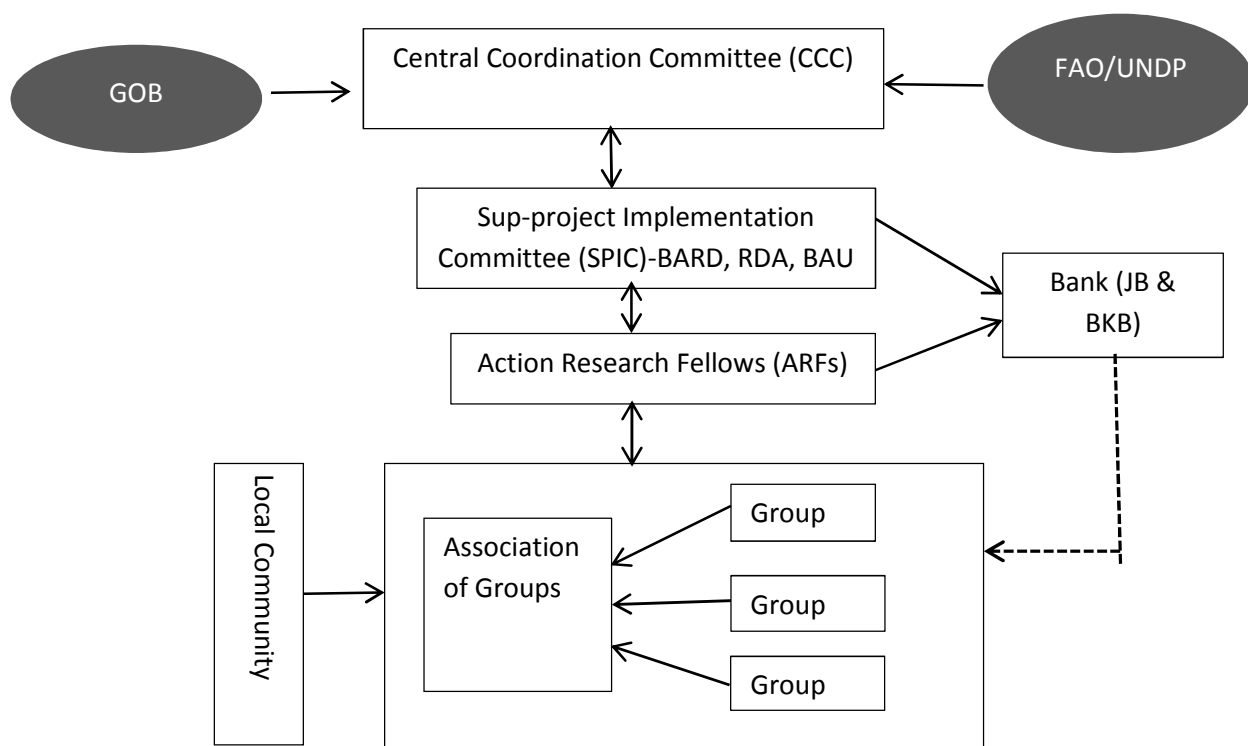 Central Coordination Committee (CCC)
GOB
FAO/UNDP
Sup-project Implementation
Committee (SPIC)-BARD, RDA, BAU
Bank (JB &
BKB)
Action Research Fellows (ARFs)
Local Community
Association
of Groups
Group
Group
Group